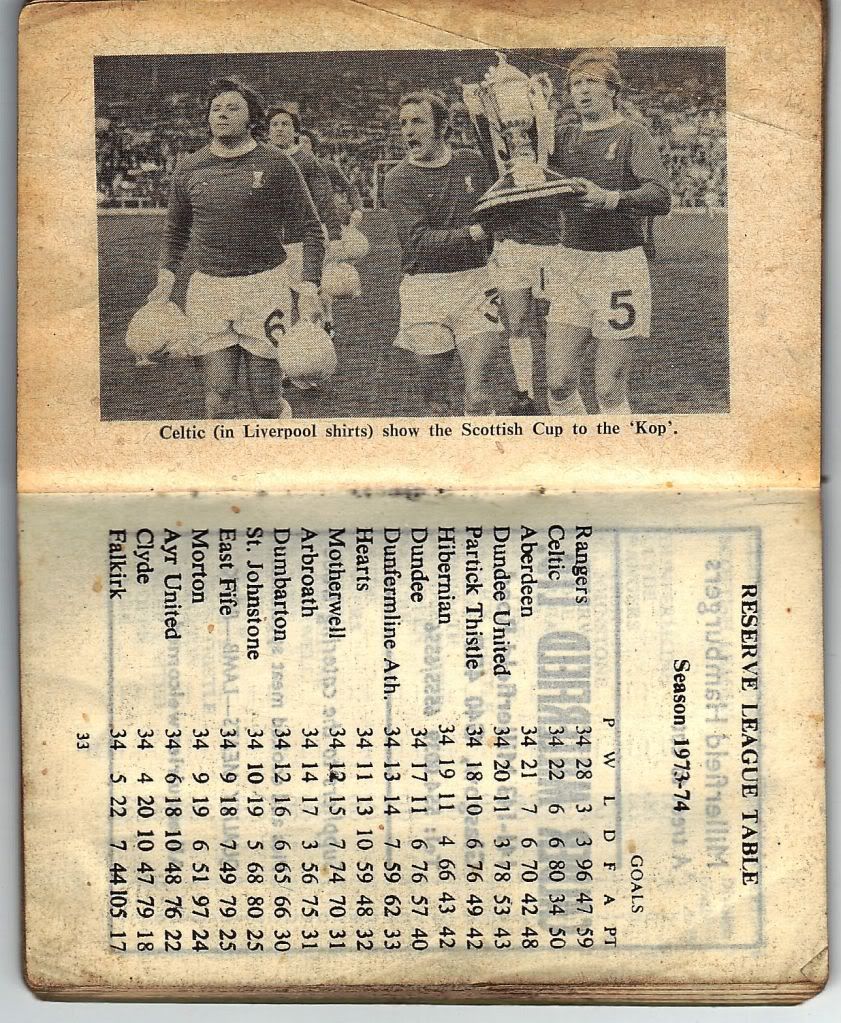 6
3
5
Celtic (in Liverpool shirts) show the Scottish Cup to the 'Kop'.
RESERVE LEAGUE TABLE
Season 1973-74
GOALS
P W L D F A PT
Rangers 34 28 3 3 96 47 59
Celtic 34 22 6 6 80 34 50
Aberdeen 34 21 7 6 70 42 48
Dundee United 34 20 11 3 78 53 43
Partick Thistle 34 18 10 6 76 49 42
Hibernian 34 19 11 4 66 43 42
Dundee 34 17 11 6 76 57 40
Dunfermline Ath. 34 13 14 7 59 62 33
Hearts 34 11 13 10 59 48 32
Motherwell 34 12 15 7 74 70 31
Arbroath 34 14 17 3 56 75 31
Dumbarton 34 12 16 6 65 66 30
St. Johnstone 34 10 19 5 68 80 25
East Fife 34 9 18 7 49 79 25
Morton 34 9 19 6 51 97 24
Ayr United 34 6 18 10 48 76 22
Clyde 34 4 20 10 47 79 18
Falkirk 34 5 22 7 44 105 17
33